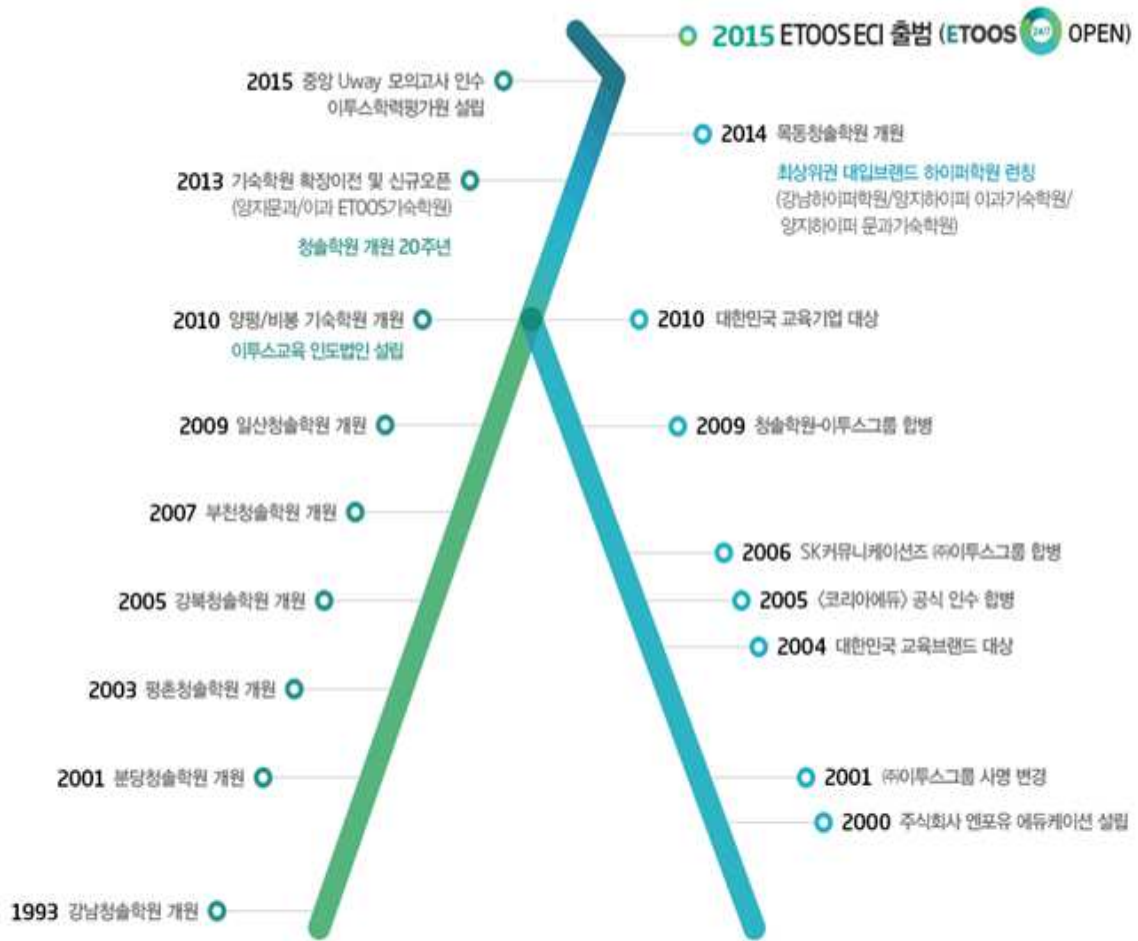 2015 ETOOS ECI 출범 (ETOOS 24/7 OPEN)
2015 중앙 Uway 모의고사 인수
이투스학력평가원 설립
2014 목동청솔학원 개원
최상위권 대입브랜드 하이퍼학원 런칭
(강남하이퍼학원/양지하이퍼 이과기숙학원/
양지하이퍼 문과기숙학원)
2013 기숙학원 확장이전 및 신규오픈
(양지문과/이과 ETOOS기숙학원)
청솔학원 개원 20주년
2010 양평/비봉 기숙학원 개원
이투스교육 인도법인 설립
2010 대한민국 교육기업 대상
2009 일산청솔학원 개원
2009 청솔학원-이투스그룹 합병
2007 부천청솔학원 개원
2006 SK커뮤니케이션즈 ㈜이투스그룹 합병
2005 강북청솔학원 개원
2005 〈코리아에듀〉 공식 인수 합병
2004 대한민국 교육브랜드 대상
2003 평촌청솔학원 개원
2001 분당청솔학원 개원
2001 ㈜이투스그룹 사명 변경
2000 주식회사 엔포유 에듀케이션 설립
1993 강남청솔학원 개원